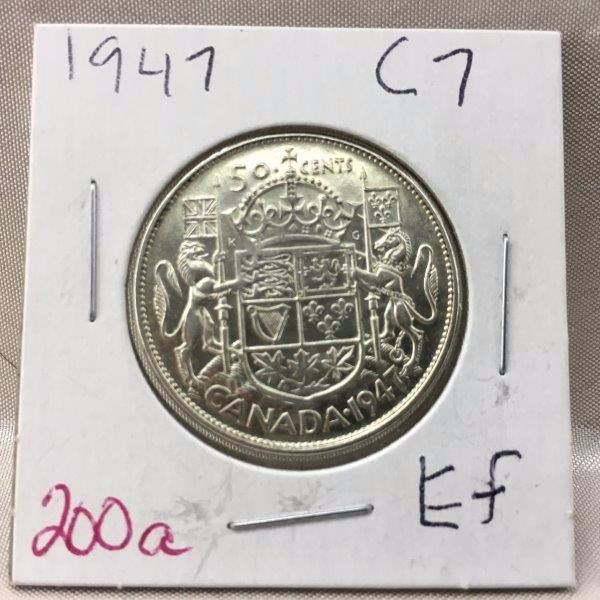 1947 C7
50 CENTS
K G
CANADA·1947
Ef
200a